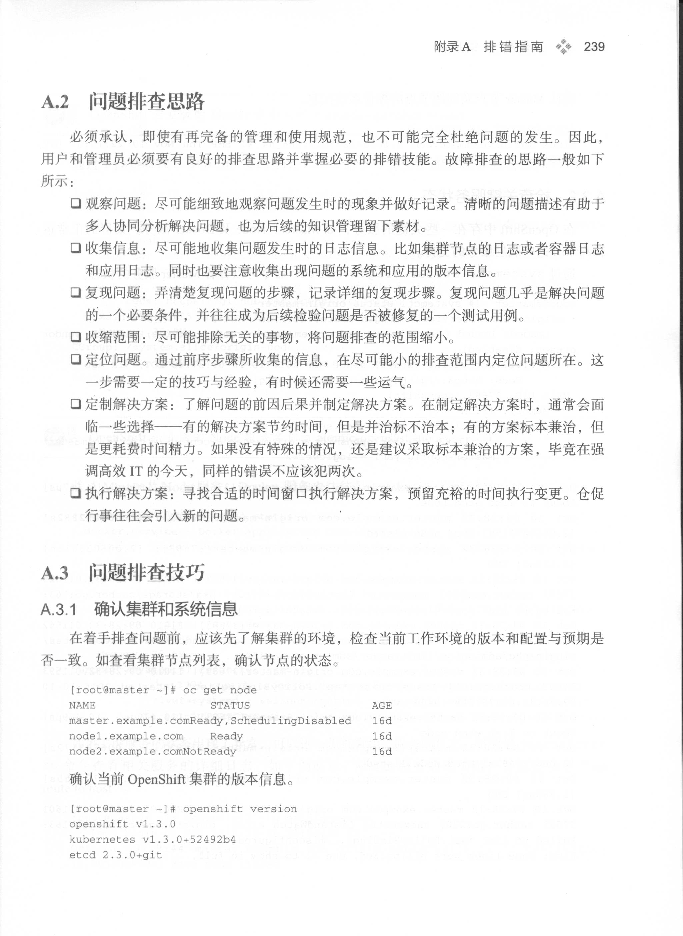 附录A 排错指南 239
A.2 问题排查思路
必须承认，即使有再完备的管理和使用规范，也不可能完全杜绝问题的发生。因此，
用户和管理员必须要有良好的排查思路并掌握必要的排错技能。故障排查的思路一般如下
所示：
❑ 观察问题：尽可能细致地观察问题发生时的现象并做好记录。清晰的问题描述有助于
多人协同分析解决问题，也为后续的知识管理留下素材。
❑ 收集信息：尽可能地收集问题发生时的日志信息。比如集群节点的日志或者容器日志
和应用日志。同时也要注意收集出现问题的系统和应用的版本信息。
❑ 复现问题：弄清楚复现问题的步骤，记录详细的复现步骤。复现问题几乎是解决问题
的一个必要条件，并往往成为后续检验问题是否被修复的一个测试用例。
❑ 收缩范围：尽可能排除无关的事物，将问题排查的范围缩小。
❑ 定位问题。通过前序步骤所收集的信息，在尽可能小的排查范围内定位问题所在。这
一步需要一定的技巧与经验，有时候还需要一些运气。
❑ 定制解决方案：了解问题的前因后果并制定解决方案。在制定解决方案时，通常会面
临一些选择——有的解决方案节约时间，但是并治标不治本；有的方案标本兼治，但
是更耗费时间精力。如果没有特殊的情况，还是建议采取标本兼治的方案，毕竟在强
调高效 IT 的今天，同样的错误不应该犯两次。
❑ 执行解决方案：寻找合适的时间窗口执行解决方案，预留充裕的时间执行变更。仓促
行事往往会引入新的问题。
A.3 问题排查技巧
A.3.1 确认集群和系统信息
在着手排查问题前，应该先了解集群的环境，检查当前工作环境的版本和配置与预期是
否一致。如查看集群节点列表，确认节点的状态。
[root@master ~]# oc get node
NAME STATUS AGE
master.example.comReady,SchedulingDisabled 16d
node1.example.com Ready 16d
node2.example.comNotReady 16d
确认当前 OpenShift 集群的版本信息。
[root@master ~]# openshift version
openshift v1.3.0
kubernetes v1.3.0+52492b4
etcd 2.3.0+git